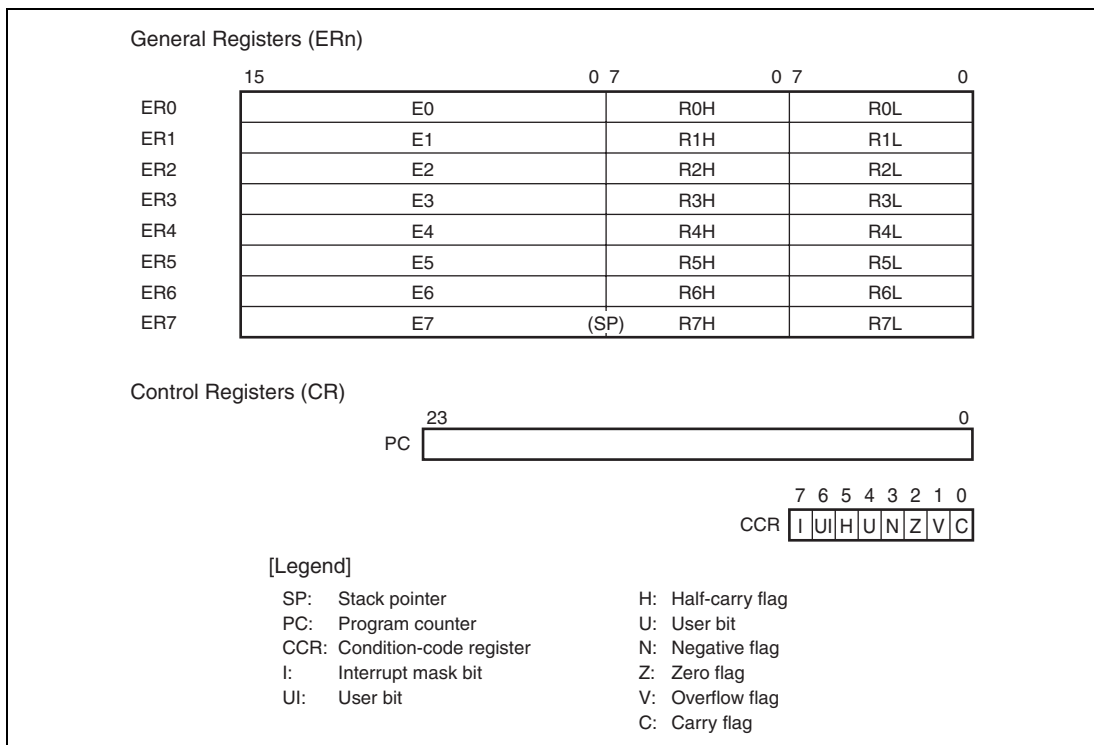 General Registers (ERn)
15 0 7 0 7 0
ER0 E0 R0H R0L
ER1 E1 R1H R1L
ER2 E2 R2H R2L
ER3 E3 R3H R3L
ER4 E4 R4H R4L
ER5 E5 R5H R5L
ER6 E6 R6H R6L
ER7 E7 (SP) R7H R7L
Control Registers (CR)
23 0
PC
7 6 5 4 3 2 1 0
CCR I UI H U N Z V C
[Legend]
SP: Stack pointer
PC: Program counter
CCR: Condition-code register
I: Interrupt mask bit
UI: User bit
H: Half-carry flag
U: User bit
N: Negative flag
Z: Zero flag
V: Overflow flag
C: Carry flag